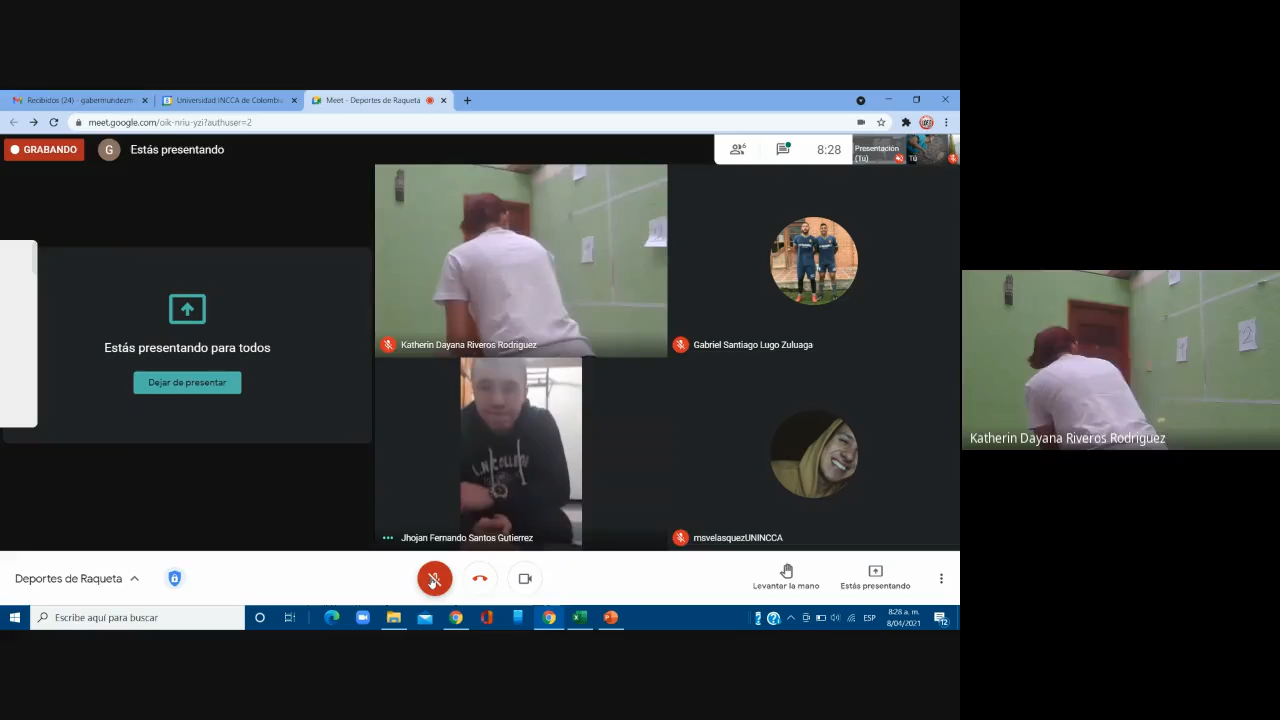 Recibidos (24) - gabermundezm
Universidad INCCA de Colombia
Meet - Deportes de Raqueta
meet.google.com/oik-nriu-yzi?authuser=2
GRABANDO
G
Estás presentando
6
8:28
Presentación
(Tú)
Tú
Estás presentando para todos
Dejar de presentar
Katherin Dayana Riveros Rodriguez
Gabriel Santiago Lugo Zuluaga
Jhojan Fernando Santos Gutierrez
msvelasquezUNINCCA
2
Katherin Dayana Riveros Rodriguez
Deportes de Raqueta
Levantar la mano
Estás presentando
Escribe aquí para buscar
ESP
8:28 a. m.
8/04/2021
12